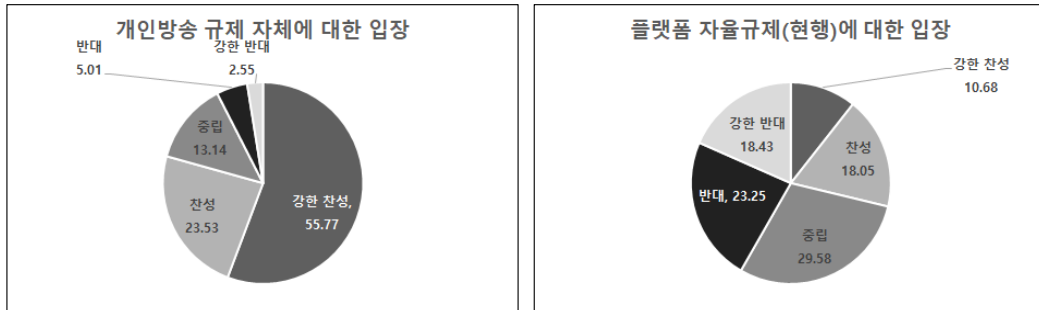 개인방송 규제 자체에 대한 입장
반대
5.01
강한 반대
2.55
중립
13.14
찬성
23.53
강한 찬성,
55.77
플랫폼 자율규제(현행)에 대한 입장
강한 찬성
10.68
강한 반대
18.43
찬성
18.05
반대, 23.25
중립
29.58